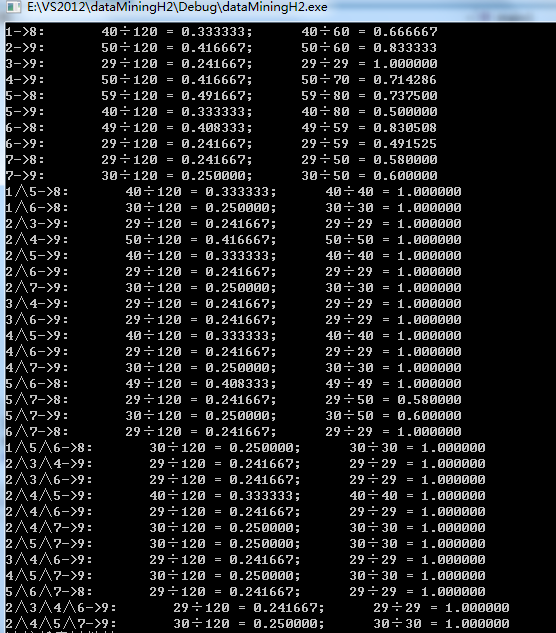 E:\VS2012\dataMiningH2\Debug\dataMiningH2.exe
1->8: 40÷120 = 0.333333; 40÷60 = 0.666667
2->9: 50÷120 = 0.416667; 50÷60 = 0.833333
3->9: 29÷120 = 0.241667; 29÷29 = 1.000000
4->9: 50÷120 = 0.416667; 50÷70 = 0.714286
5->8: 59÷120 = 0.491667; 59÷80 = 0.737500
5->9: 40÷120 = 0.333333; 40÷80 = 0.500000
6->8: 49÷120 = 0.408333; 49÷59 = 0.830508
6->9: 29÷120 = 0.241667; 29÷59 = 0.491525
7->8: 29÷120 = 0.241667; 29÷50 = 0.580000
7->9: 30÷120 = 0.250000; 30÷50 = 0.600000
1∧5->8: 40÷120 = 0.333333; 40÷40 = 1.000000
1∧6->8: 30÷120 = 0.250000; 30÷30 = 1.000000
2∧3->9: 29÷120 = 0.241667; 29÷29 = 1.000000
2∧4->9: 50÷120 = 0.416667; 50÷50 = 1.000000
2∧5->9: 40÷120 = 0.333333; 40÷40 = 1.000000
2∧6->9: 29÷120 = 0.241667; 29÷29 = 1.000000
2∧7->9: 30÷120 = 0.250000; 30÷30 = 1.000000
3∧4->9: 29÷120 = 0.241667; 29÷29 = 1.000000
3∧6->9: 29÷120 = 0.241667; 29÷29 = 1.000000
4∧5->9: 40÷120 = 0.333333; 40÷40 = 1.000000
4∧6->9: 29÷120 = 0.241667; 29÷29 = 1.000000
4∧7->9: 30÷120 = 0.250000; 30÷30 = 1.000000
5∧6->8: 49÷120 = 0.408333; 49÷49 = 1.000000
5∧7->8: 29÷120 = 0.241667; 29÷50 = 0.580000
5∧7->9: 30÷120 = 0.250000; 30÷50 = 0.600000
6∧7->8: 29÷120 = 0.241667; 29÷29 = 1.000000
1∧5∧6->8: 30÷120 = 0.250000; 30÷30 = 1.000000
2∧3∧4->9: 29÷120 = 0.241667; 29÷29 = 1.000000
2∧3∧6->9: 29÷120 = 0.241667; 29÷29 = 1.000000
2∧4∧5->9: 40÷120 = 0.333333; 40÷40 = 1.000000
2∧4∧6->9: 29÷120 = 0.241667; 29÷29 = 1.000000
2∧4∧7->9: 30÷120 = 0.250000; 30÷30 = 1.000000
2∧5∧7->9: 30÷120 = 0.250000; 30÷30 = 1.000000
3∧4∧6->9: 29÷120 = 0.241667; 29÷29 = 1.000000
4∧5∧7->9: 30÷120 = 0.250000; 30÷30 = 1.000000
5∧6∧7->8: 29÷120 = 0.241667; 29÷29 = 1.000000
2∧3∧4∧6->9: 29÷120 = 0.241667; 29÷29 = 1.000000
2∧4∧5∧7->9: 30÷120 = 0.250000; 30÷30 = 1.000000